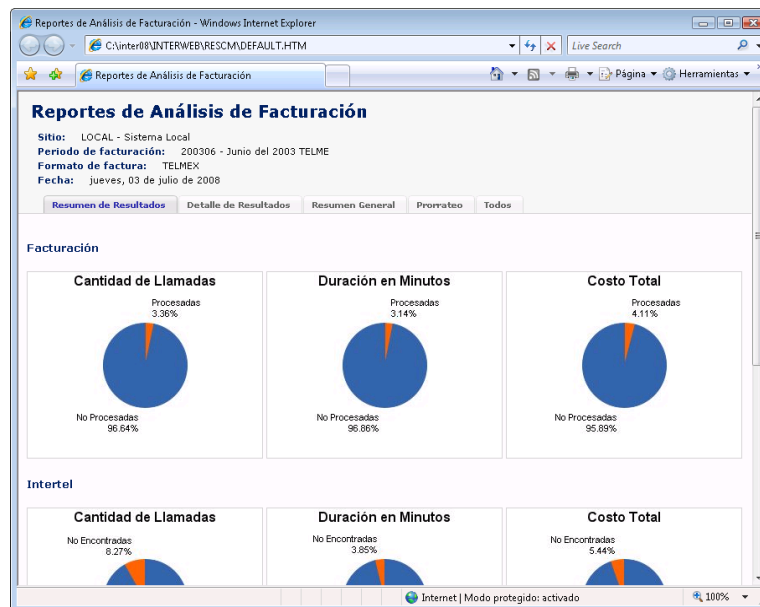 Reportes de Análisis de Facturación - Windows Internet Explorer
C:\inter08\INTERWEB\RESCM\DEFAULT.HTM
Live Search
Reportes de Análisis de Facturación
Página
Herramientas
Reportes de Análisis de Facturación
Sitio: LOCAL - Sistema Local
Periodo de facturación: 200306 - Junio del 2003 TELME
Formato de factura: TELMEX
Fecha: jueves, 03 de julio de 2008
Resumen de Resultados Detalle de Resultados Resumen General Prorrateo Todos
Facturación
Cantidad de Llamadas
Procesadas
3.36%
No Procesadas
96.64%
Duración en Minutos
Procesadas
3.14%
No Procesadas
96.86%
Costo Total
Procesadas
4.11%
No Procesadas
95.89%
Intertel
Cantidad de Llamadas
No Encontradas
8.27%
Duración en Minutos
No Encontradas
3.85%
Costo Total
No Encontradas
5.44%
Internet | Modo protegido: activado
100%